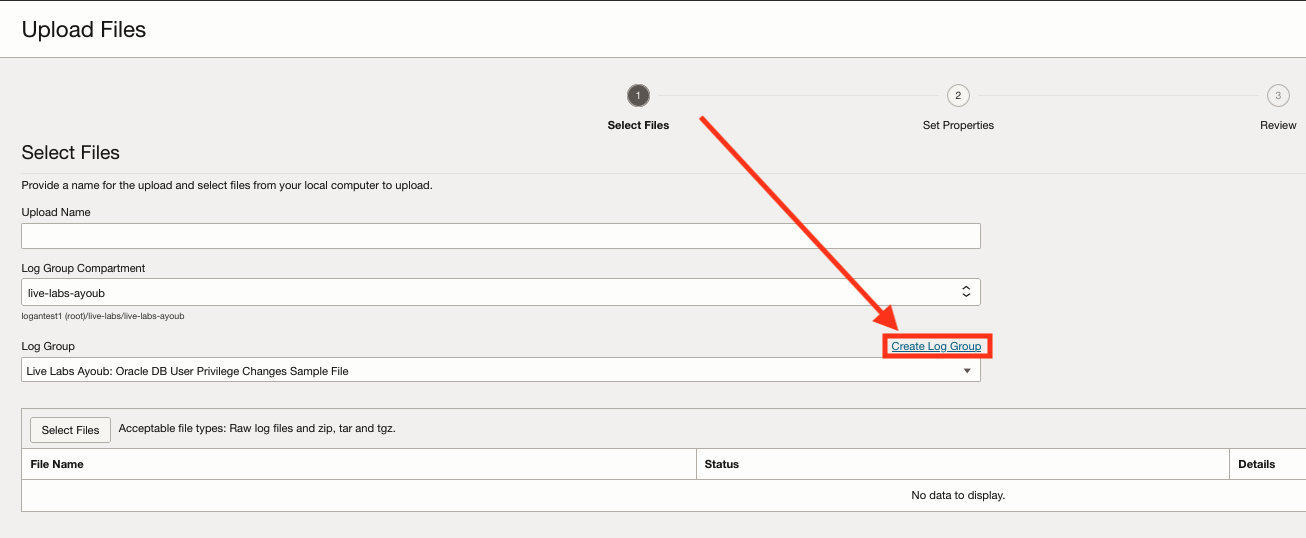 Upload Files
1
2
3
Select Files
Set Properties
Review
Select Files
Provide a name for the upload and select files from your local computer to upload.
Upload Name
Log Group Compartment
live-labs-ayoub
logantest1 (root)/live-labs/live-labs-ayoub
Log Group
Create Log Group
Live Labs Ayoub: Oracle DB User Privilege Changes Sample File
Select Files
Acceptable file types: Raw log files and zip, tar and tgz.
File Name
Status
Details
No data to display.